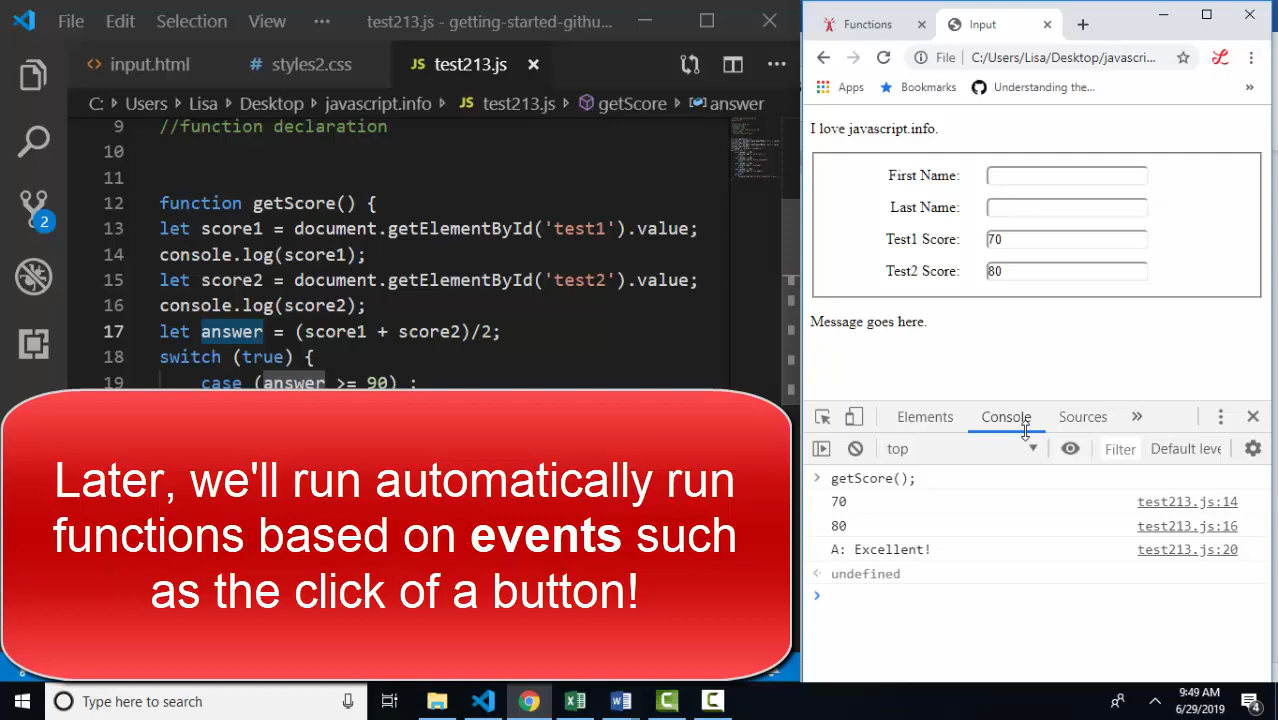 File Edit Selection View ··· test213.js - getting-started-githu...
input.html styles2.css JS test213.js
C: > Users > Lisa > Desktop > javascript.info > JS test213.js > getScore > answer
9 //function declaration
10
11
12 function getScore() {
13 let score1 = document.getElementById('test1').value;
14 console.log(score1);
15 let score2 = document.getElementById('test2').value;
16 console.log(score2);
17 let answer = (score1 + score2)/2;
18 switch (true) {
19 case (answer >= 90) :
2
Later, we'll run automatically run
functions based on events such
as the click of a button!
Functions Input
File C:/Users/Lisa/Desktop/javascri...
Apps Bookmarks Understanding the... »
I love javascript.info.
First Name:
Last Name:
Test1 Score: 70
Test2 Score: 80
Message goes here.
Elements Console Sources »
top Filter Default leve
> getScore();
70 test213.js:14
80 test213.js:16
A: Excellent! test213.js:20
undefined
>
Type here to search
9:49 AM
6/29/2019
4